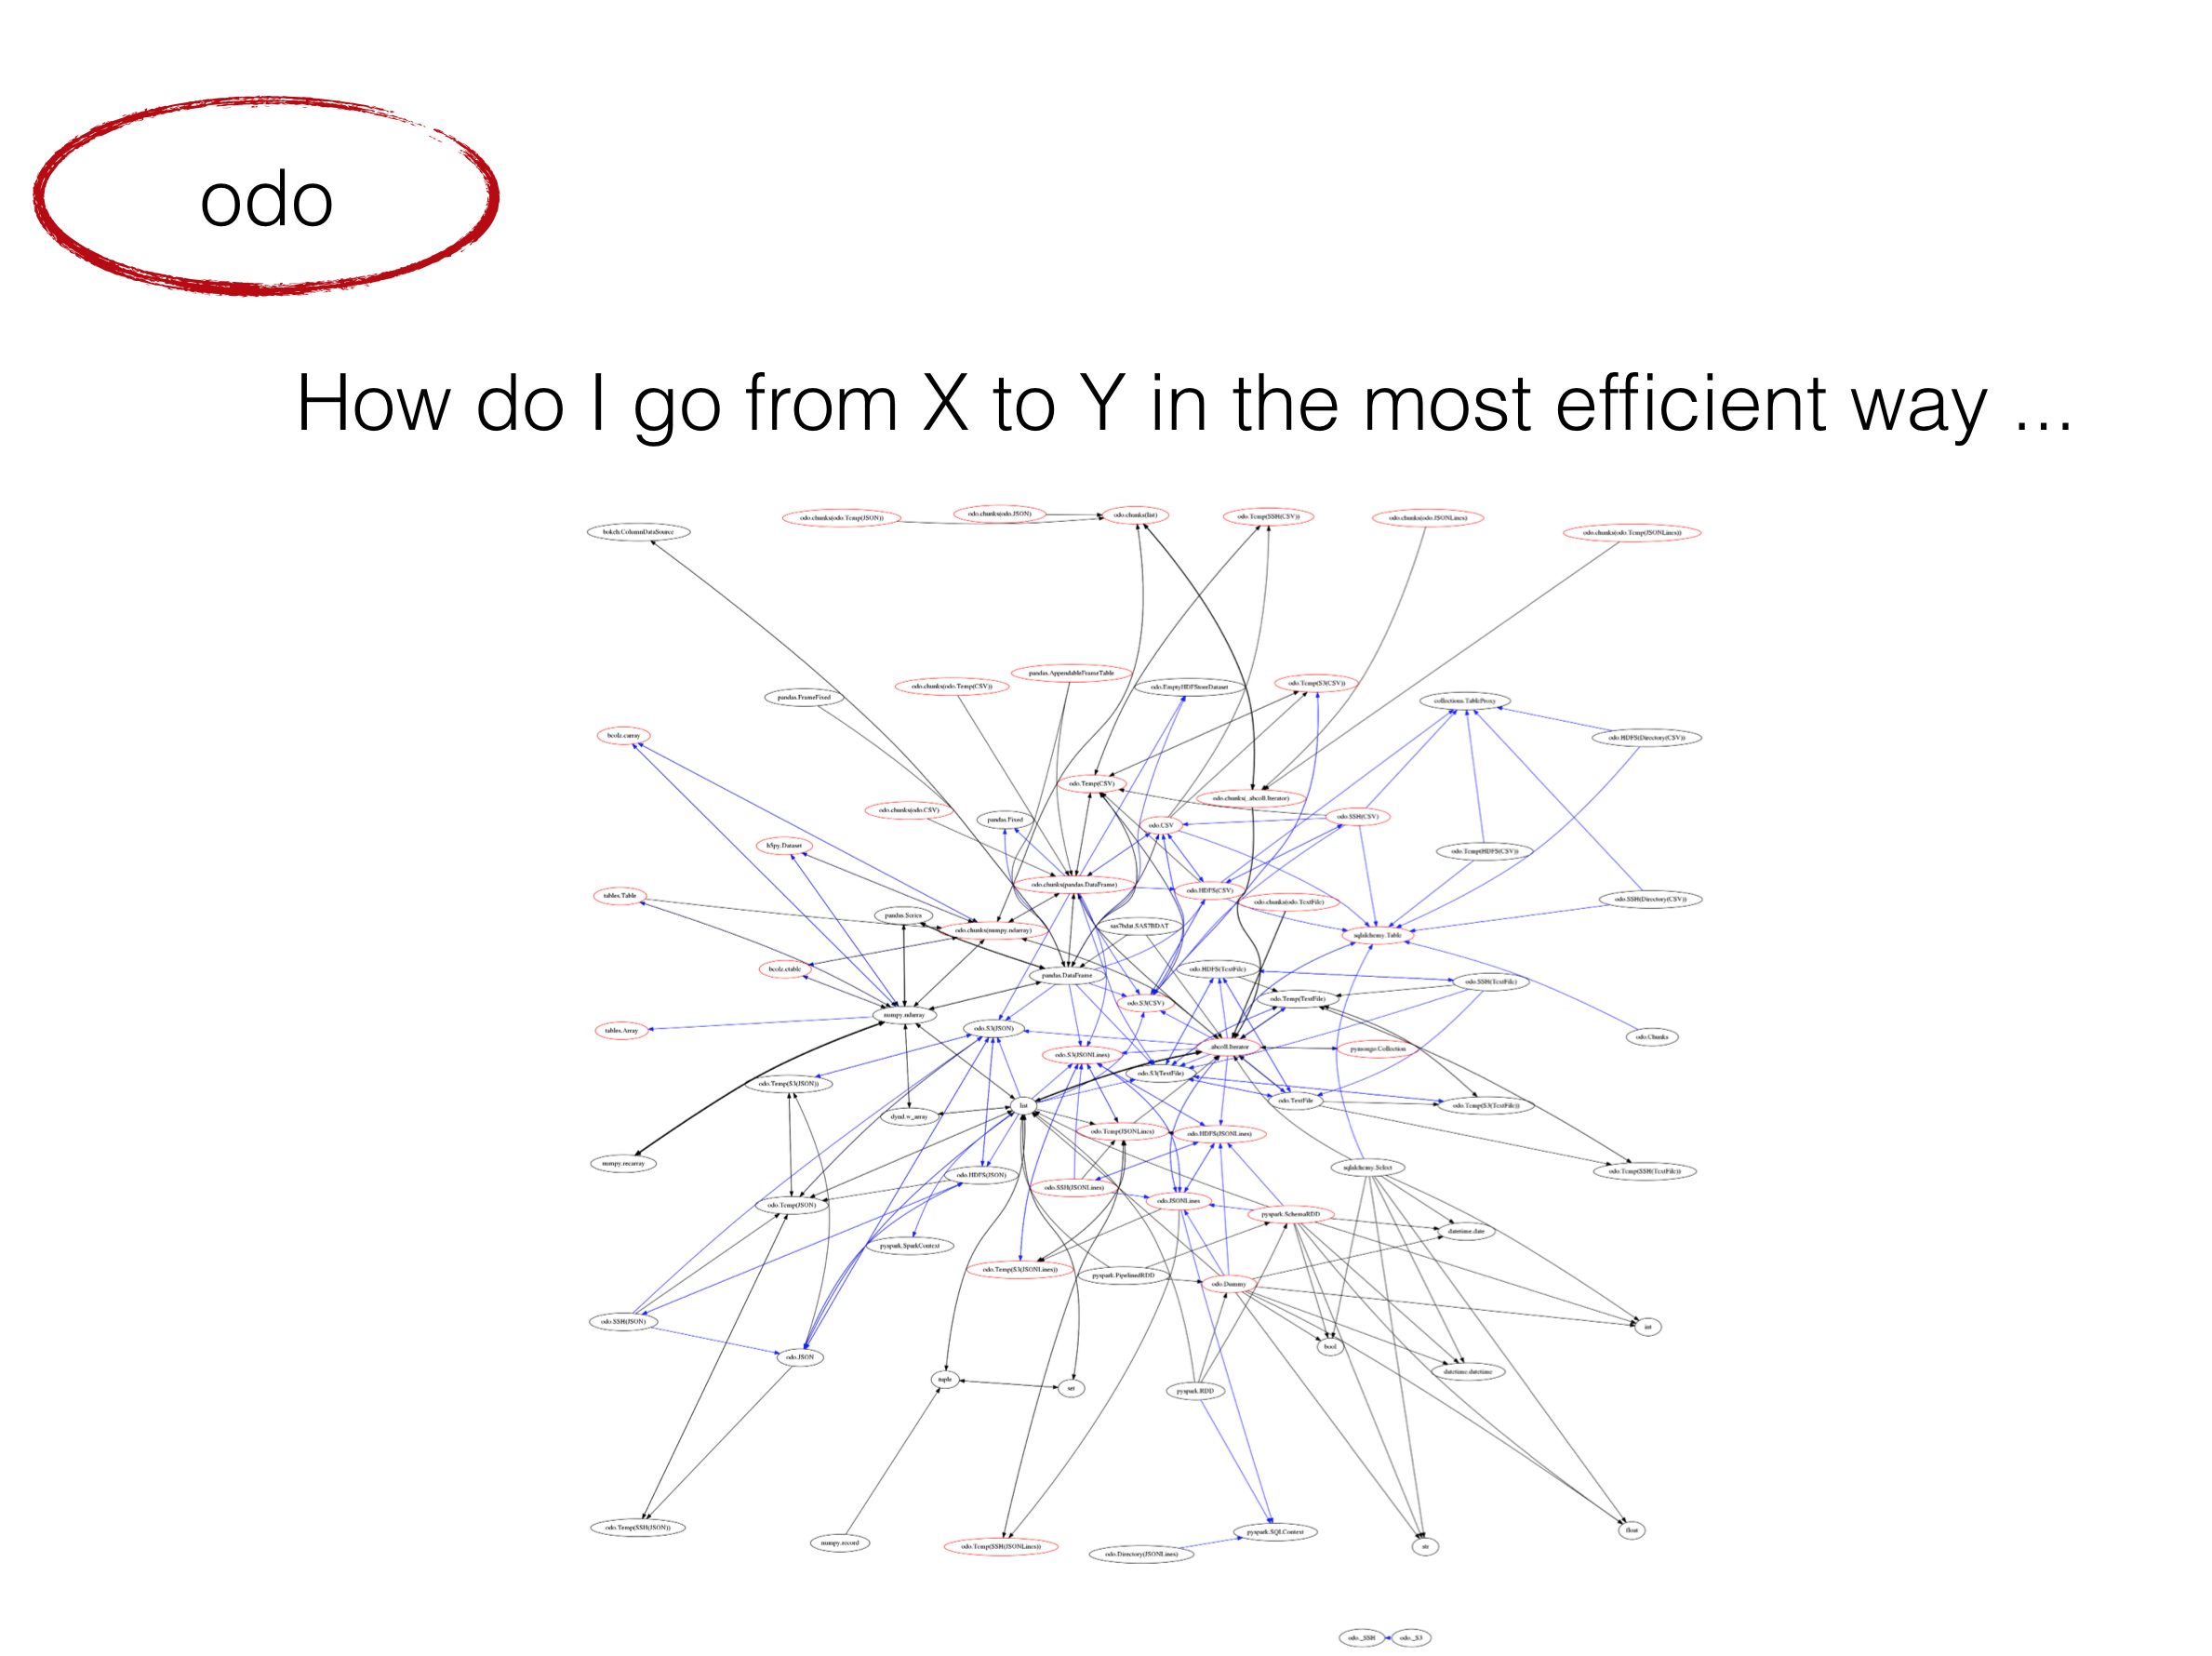 odo
How do I go from X to Y in the most efficient way ...
odo.chunks(odo.Temp(JSON))
odo.chunks(odo.JSON)
odo.chunks(list)
odo.Temp(SSH(CSV))
odo.chunks(odo.JSONLines)
bokeh.ColumnDataSource
odo.chunks(odo.Temp(JSONLines))
pandas.AppendableFrameTable
odo.chunks(odo.Temp(CSV))
odo.EmptyHDFStoreDataset
odo.Temp(S3(CSV))
pandas.FrameFixed
collections.TableProxy
bcolz.carray
odo.HDFS(Directory(CSV))
odo.Temp(CSV)
odo.chunks(_abcoll.Iterator)
odo.chunks(odo.CSV)
pandas.Fixed
odo.CSV
odo.SSH(CSV)
h5py.Dataset
odo.Temp(HDFS(CSV))
odo.chunks(pandas.DataFrame)
odo.HDFS(CSV)
tables.Table
odo.chunks(odo.TextFile)
odo.SSH(Directory(CSV))
pandas.Series
odo.chunks(numpy.ndarray)
sas7bdat.SAS7BDAT
sqlalchemy.Table
bcolz.ctable
pandas.DataFrame
odo.HDFS(TextFile)
odo.SSH(TextFile)
odo.S3(CSV)
odo.Temp(TextFile)
numpy.ndarray
tables.Array
odo.S3(JSON)
odo.Chunks
odo.S3(JSONLines)
_abcoll.Iterator
pymongo.Collection
odo.Temp(S3(JSON))
odo.S3(TextFile)
list
odo.TextFile
odo.Temp(S3(TextFile))
dynd.w_array
odo.Temp(JSONLines)
odo.HDFS(JSONLines)
numpy.recarray
sqlalchemy.Select
odo.Temp(SSH(TextFile))
odo.HDFS(JSON)
odo.SSH(JSONLines)
odo.Temp(JSON)
odo.JSONLines
pyspark.SchemaRDD
datetime.date
pyspark.SparkContext
odo.Temp(S3(JSONLines))
pyspark.PipelinedRDD
odo.Dummy
odo.SSH(JSON)
int
odo.JSON
bool
datetime.datetime
tuple
set
pyspark.RDD
odo.Temp(SSH(JSON))
numpy.record
odo.Temp(SSH(JSONLines))
odo.Directory(JSONLines)
pyspark.SQLContext
str
float
odo._SSH
odo._S3